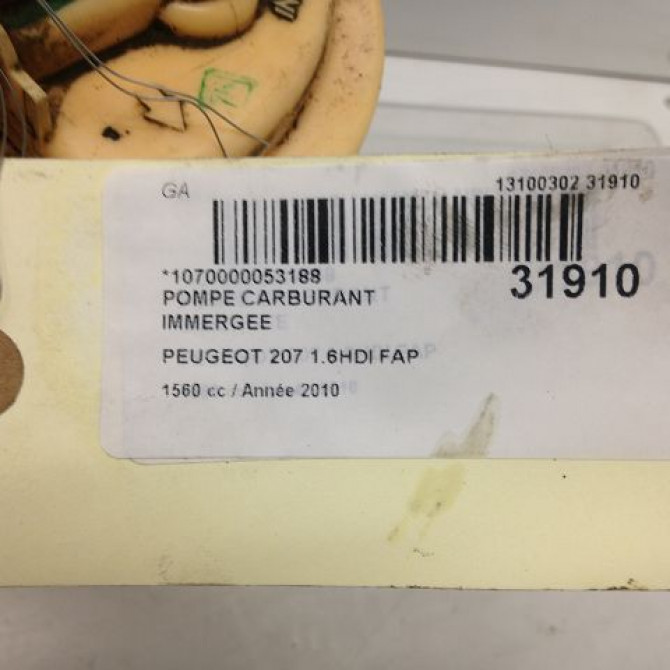 GA
13100302 31910
*1070000053188
31910
POMPE CARBURANT
IMMERGEE
PEUGEOT 207 1.6HDI FAP
1560 cc / Année 2010